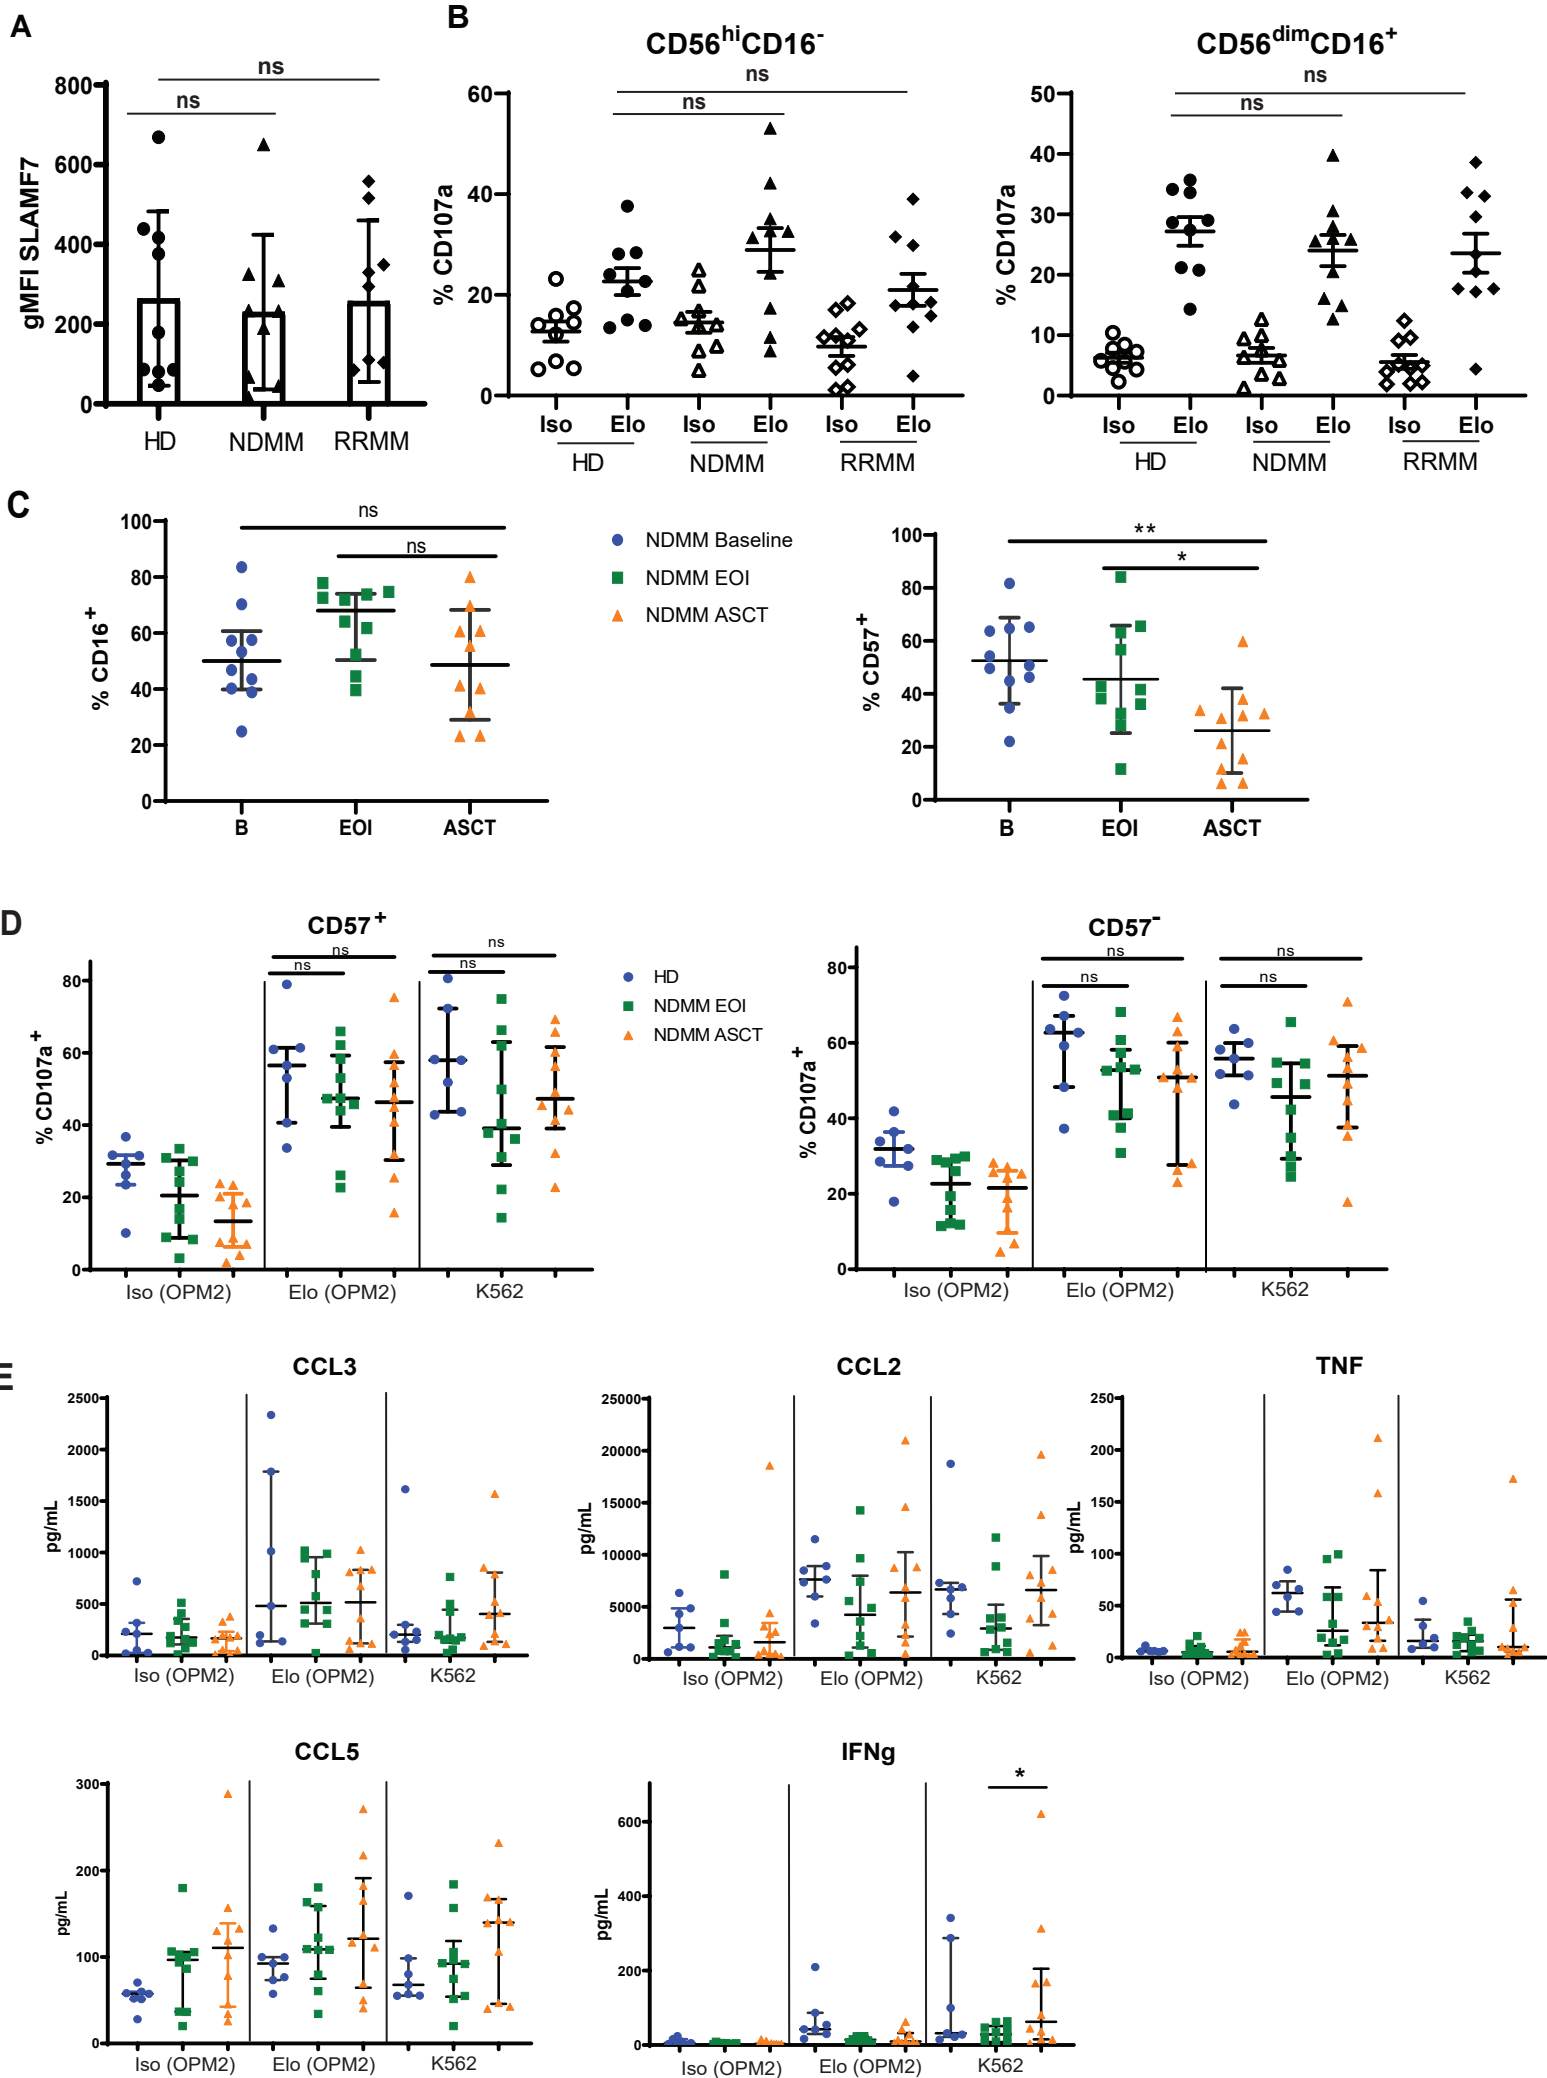 A
gMFI SLAMF7
800
600
400
200
0
ns
ns
HD NDMM RRMM
B
CD56hiCD16-
% CD107a
60
40
20
0
ns
ns
Iso Elo Iso Elo Iso Elo
HD NDMM RRMM
CD56dimCD16+
% CD107a
50
40
30
20
10
0
ns
ns
Iso Elo Iso Elo Iso Elo
HD NDMM RRMM
C
% CD16+
100
80
60
40
20
0
ns
ns
B EOI ASCT
NDMM Baseline
NDMM EOI
NDMM ASCT
% CD57+
100
80
60
40
20
0
**
*
B EOI ASCT
D
CD57+
% CD107a+
80
60
40
20
0
ns
ns
ns
ns
Iso (OPM2) Elo (OPM2) K562
HD
NDMM EOI
NDMM ASCT
CD57-
% CD107a+
80
60
40
20
0
ns
ns
ns
ns
Iso (OPM2) Elo (OPM2) K562
E
CCL3
pg/mL
2500
2000
1500
1000
500
0
Iso (OPM2) Elo (OPM2) K562
CCL2
pg/mL
25000
20000
15000
10000
5000
0
Iso (OPM2) Elo (OPM2) K562
TNF
pg/mL
250
200
150
100
50
0
Iso (OPM2) Elo (OPM2) K562
CCL5
pg/mL
300
200
100
0
Iso (OPM2) Elo (OPM2) K562
IFNg
pg/mL
600
400
200
0
*
Iso (OPM2) Elo (OPM2) K562